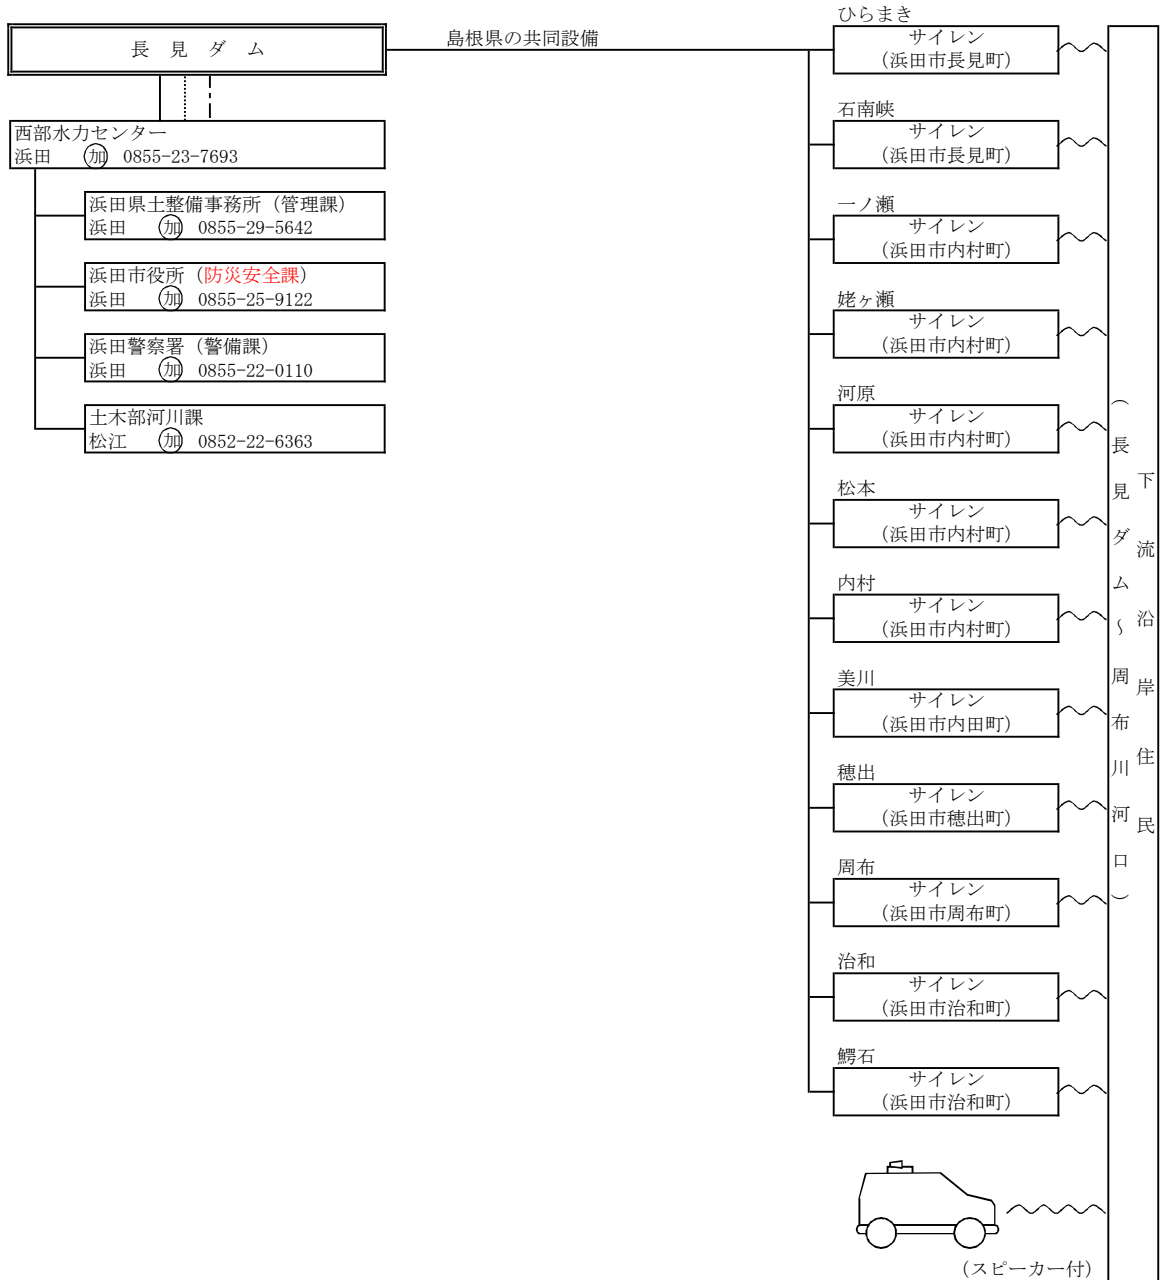 長見ダム
島根県の共同設備
西部水力センター
浜田 加 0855-23-7693
浜田県土整備事務所（管理課）
浜田 加 0855-29-5642
浜田市役所（防災安全課）
浜田 加 0855-25-9122
浜田警察署（警備課）
浜田 加 0855-22-0110
土木部河川課
松江 加 0852-22-6363
ひらまき
サイレン
（浜田市長見町）
石南峡
サイレン
（浜田市長見町）
一ノ瀬
サイレン
（浜田市内村町）
姥ヶ瀬
サイレン
（浜田市内村町）
河原
サイレン
（浜田市内村町）
松本
サイレン
（浜田市内村町）
内村
サイレン
（浜田市内村町）
美川
サイレン
（浜田市内田町）
穂出
サイレン
（浜田市穂出町）
周布
サイレン
（浜田市周布町）
治和
サイレン
（浜田市治和町）
鰐石
サイレン
（浜田市治和町）
（スピーカー付）
下流沿岸住民
（長見ダム～周布川河口）